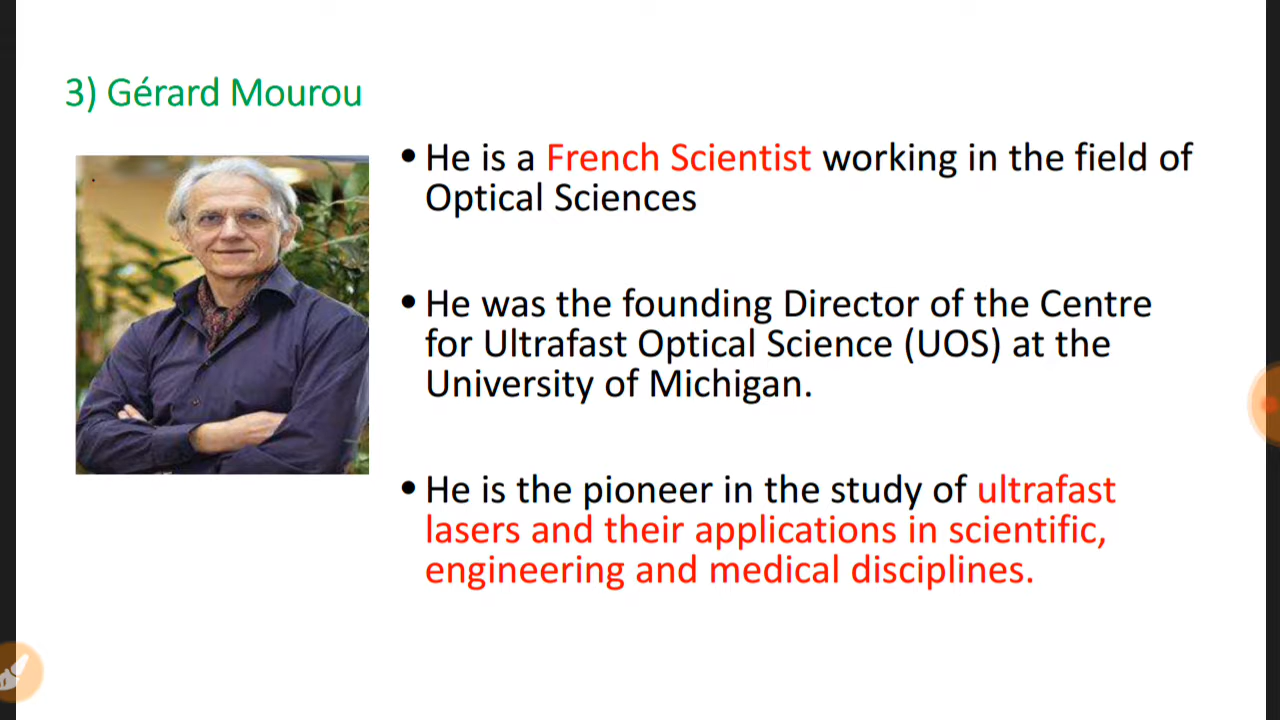 3) Gérard Mourou
• He is a French Scientist working in the field of
Optical Sciences
• He was the founding Director of the Centre
for Ultrafast Optical Science (UOS) at the
University of Michigan.
• He is the pioneer in the study of ultrafast
lasers and their applications in scientific,
engineering and medical disciplines.